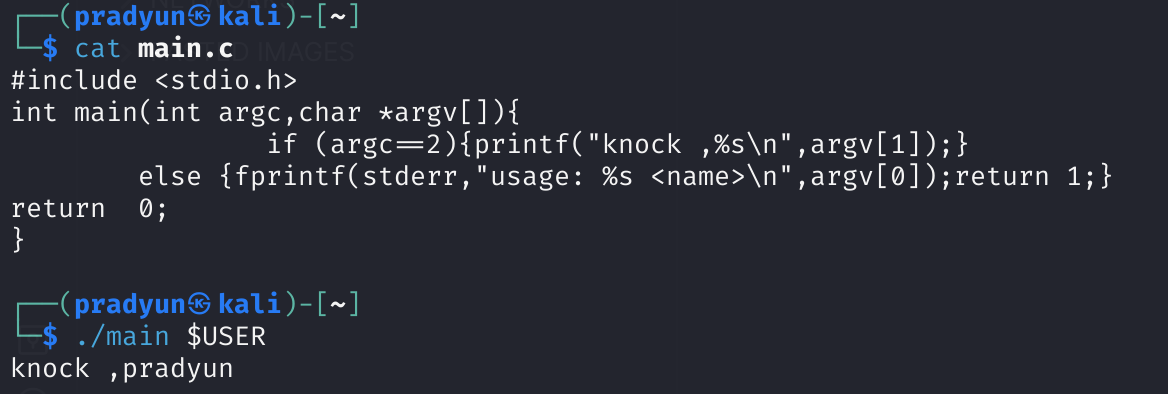 ┌──(pradyun㉿kali)-[~]
└─$ cat main.c
#include <stdio.h>
int main(int argc,char *argv[]){
                if (argc==2){printf("knock ,%s\n",argv[1]);}
        else {fprintf(stderr,"usage: %s <name>\n",argv[0]);return 1;}
return  0;
}
┌──(pradyun㉿kali)-[~]
└─$ ./main $USER
knock ,pradyun